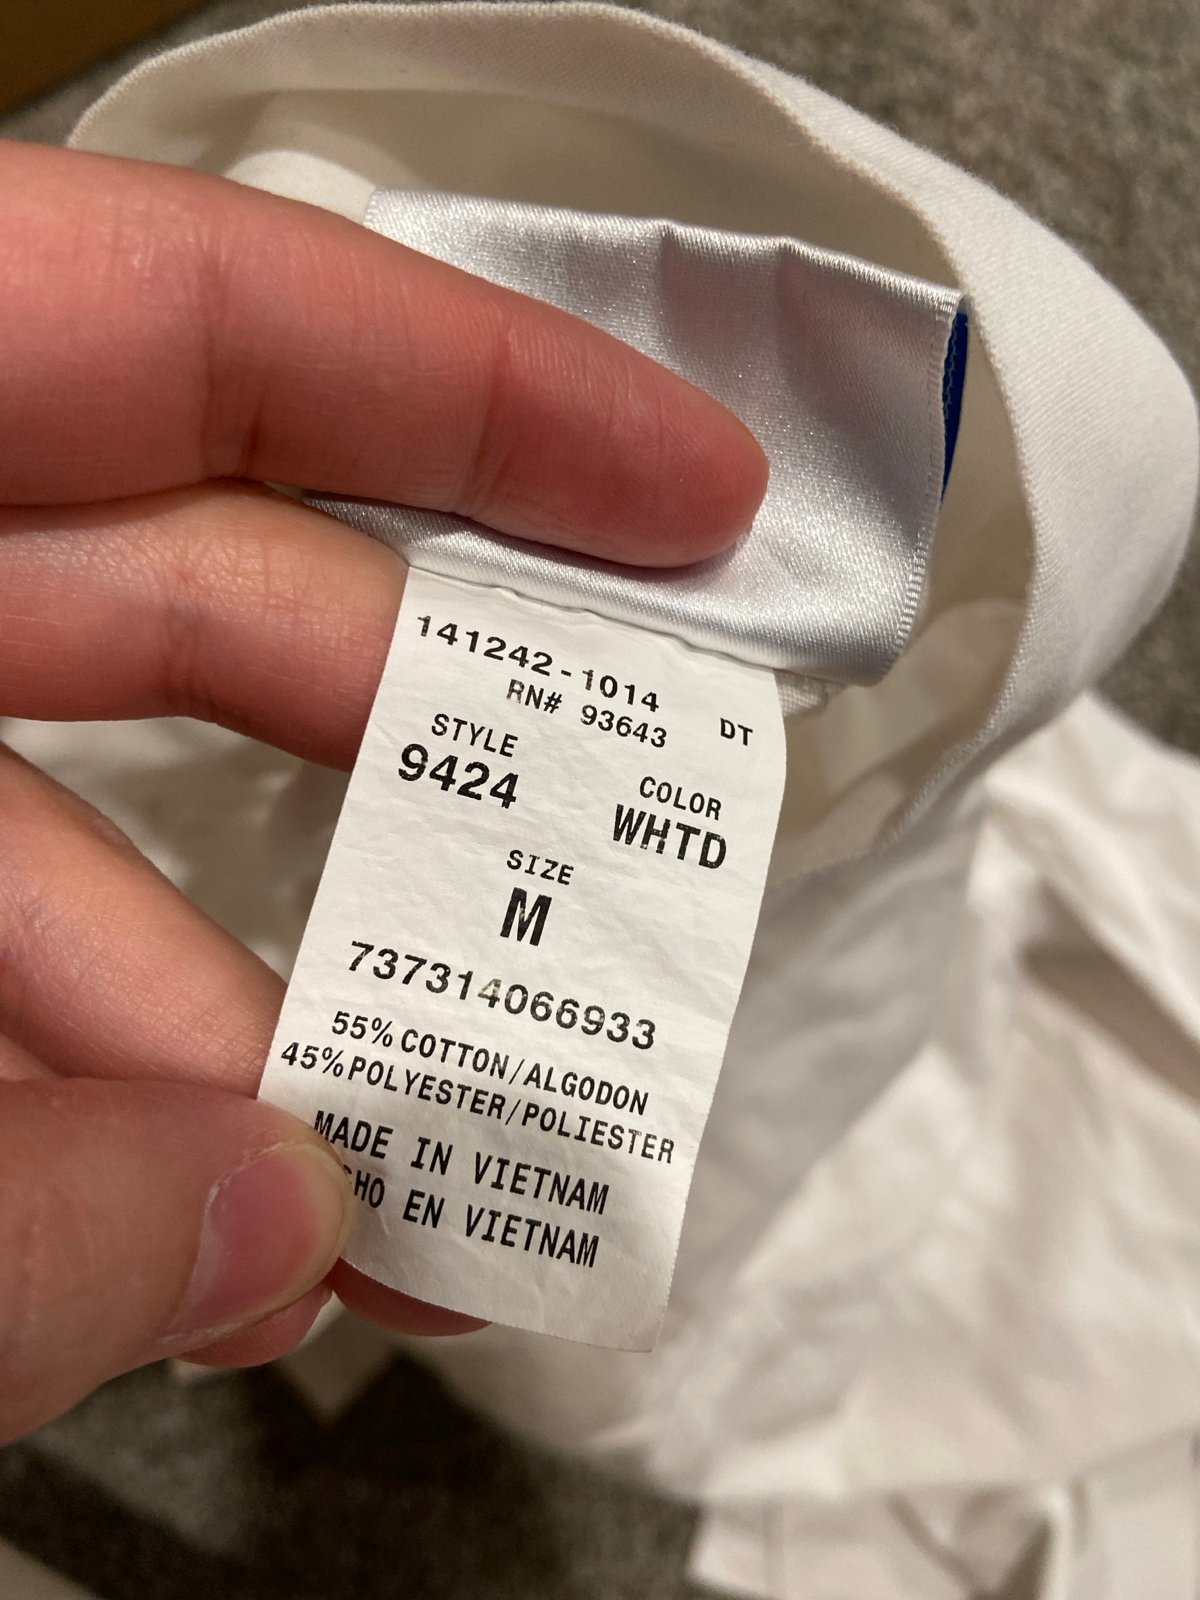 141242-1014
RN# 93643 DT
STYLE
9424
COLOR
WHTD
SIZE
M
737314066933
55% COTTON/ALGODON
45% POLYESTER/POLIESTER
MADE IN VIETNAM
EN VIETNAM